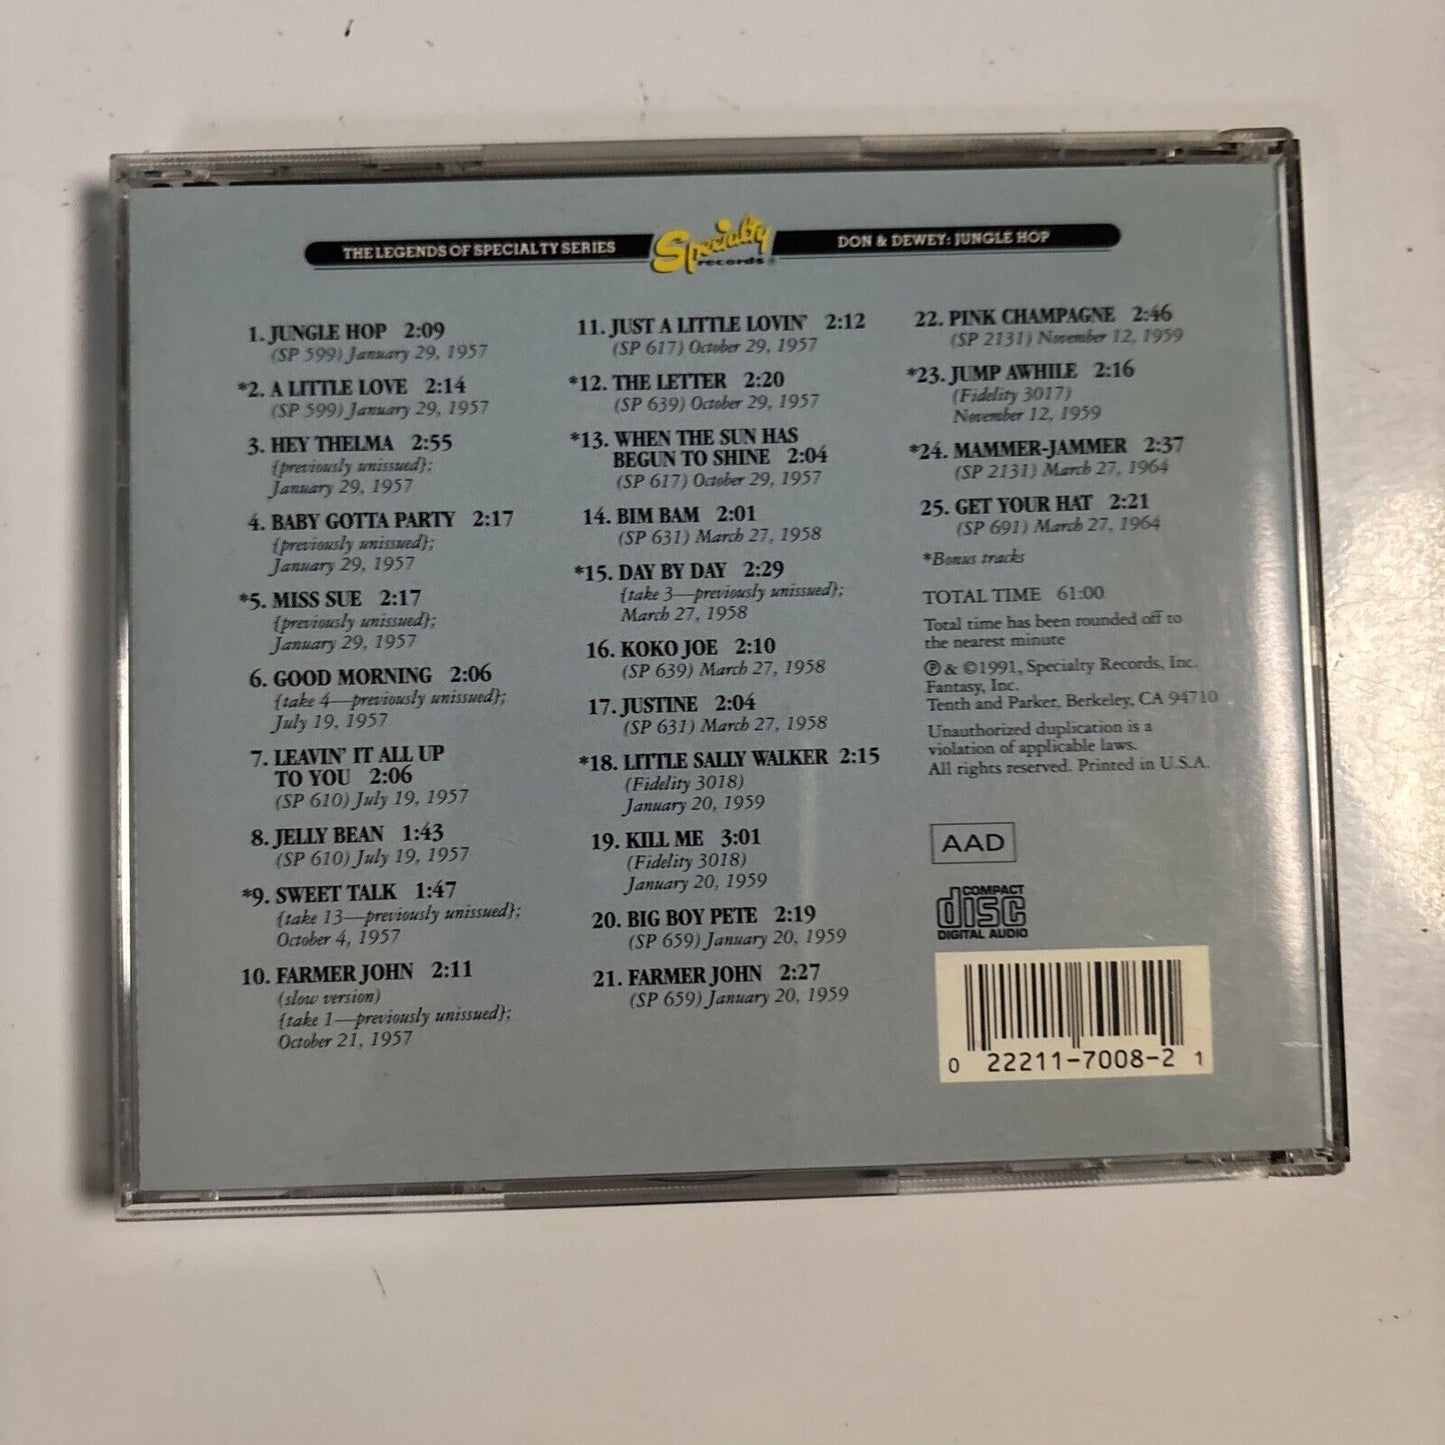 THE LEGENDS OF SPECIALTY SERIES
Specialty
records
DON & DEWEY: JUNGLE HOP
1. JUNGLE HOP 2:09
(SP 599) January 29, 1957
*2. A LITTLE LOVE 2:14
(SP 599) January 29, 1957
3. HEY THELMA 2:55
{previously unissued};
January 29, 1957
4. BABY GOTTA PARTY 2:17
{previously unissued};
January 29, 1957
*5. MISS SUE 2:17
{previously unissued};
January 29, 1957
6. GOOD MORNING 2:06
{take 4—previously unissued};
July 19, 1957
7. LEAVIN' IT ALL UP
TO YOU 2:06
(SP 610) July 19, 1957
8. JELLY BEAN 1:43
(SP 610) July 19, 1957
*9. SWEET TALK 1:47
{take 13—previously unissued};
October 4, 1957
10. FARMER JOHN 2:11
(slow version)
{take 1—previously unissued};
October 21, 1957
11. JUST A LITTLE LOVIN' 2:12
(SP 617) October 29, 1957
*12. THE LETTER 2:20
(SP 639) October 29, 1957
*13. WHEN THE SUN HAS
BEGUN TO SHINE 2:04
(SP 617) October 29, 1957
14. BIM BAM 2:01
(SP 631) March 27, 1958
*15. DAY BY DAY 2:29
{take 3—previously unissued};
March 27, 1958
16. KOKO JOE 2:10
(SP 639) March 27, 1958
17. JUSTINE 2:04
(SP 631) March 27, 1958
*18. LITTLE SALLY WALKER 2:15
(Fidelity 3018)
January 20, 1959
19. KILL ME 3:01
(Fidelity 3018)
January 20, 1959
20. BIG BOY PETE 2:19
(SP 659) January 20, 1959
21. FARMER JOHN 2:27
(SP 659) January 20, 1959
22. PINK CHAMPAGNE 2:46
(SP 2131) November 12, 1959
*23. JUMP AWHILE 2:16
(Fidelity 3017)
November 12, 1959
*24. MAMMER-JAMMER 2:37
(SP 2131) March 27, 1964
25. GET YOUR HAT 2:21
(SP 691) March 27, 1964
*Bonus tracks
TOTAL TIME 61:00
Total time has been rounded off to
the nearest minute
℗ & ©1991, Specialty Records, Inc.
Fantasy, Inc.
Tenth and Parker, Berkeley, CA 94710
Unauthorized duplication is a
violation of applicable laws.
All rights reserved. Printed in U.S.A.
AAD
COMPACT
disc
DIGITAL AUDIO
0 22211-7008-2 1